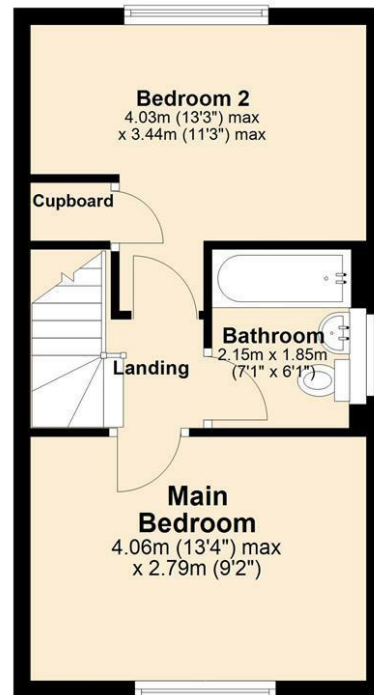 Bedroom 2
4.03m (13'3") max
x 3.44m (11'3") max
Cupboard
Bathroom
2.15m x 1.85m
(7'1" x 6'1")
Landing
Main
Bedroom
4.06m (13'4") max
x 2.79m (9'2")